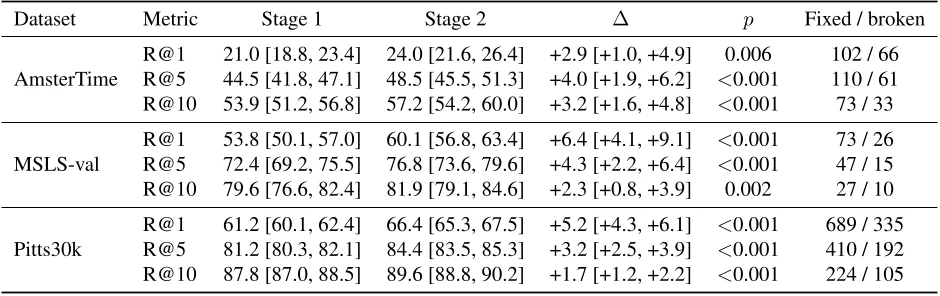 Dataset Metric Stage 1 Stage 2 Δ p Fixed / broken
R@1 21.0 [18.8, 23.4] 24.0 [21.6, 26.4] +2.9 [+1.0, +4.9] 0.006 102 / 66
AmsterTime R@5 44.5 [41.8, 47.1] 48.5 [45.5, 51.3] +4.0 [+1.9, +6.2] <0.001 110 / 61
R@10 53.9 [51.2, 56.8] 57.2 [54.2, 60.0] +3.2 [+1.6, +4.8] <0.001 73 / 33
R@1 53.8 [50.1, 57.0] 60.1 [56.8, 63.4] +6.4 [+4.1, +9.1] <0.001 73 / 26
MSLS-val R@5 72.4 [69.2, 75.5] 76.8 [73.6, 79.6] +4.3 [+2.2, +6.4] <0.001 47 / 15
R@10 79.6 [76.6, 82.4] 81.9 [79.1, 84.6] +2.3 [+0.8, +3.9] 0.002 27 / 10
R@1 61.2 [60.1, 62.4] 66.4 [65.3, 67.5] +5.2 [+4.3, +6.1] <0.001 689 / 335
Pitts30k R@5 81.2 [80.3, 82.1] 84.4 [83.5, 85.3] +3.2 [+2.5, +3.9] <0.001 410 / 192
R@10 87.8 [87.0, 88.5] 89.6 [88.8, 90.2] +1.7 [+1.2, +2.2] <0.001 224 / 105